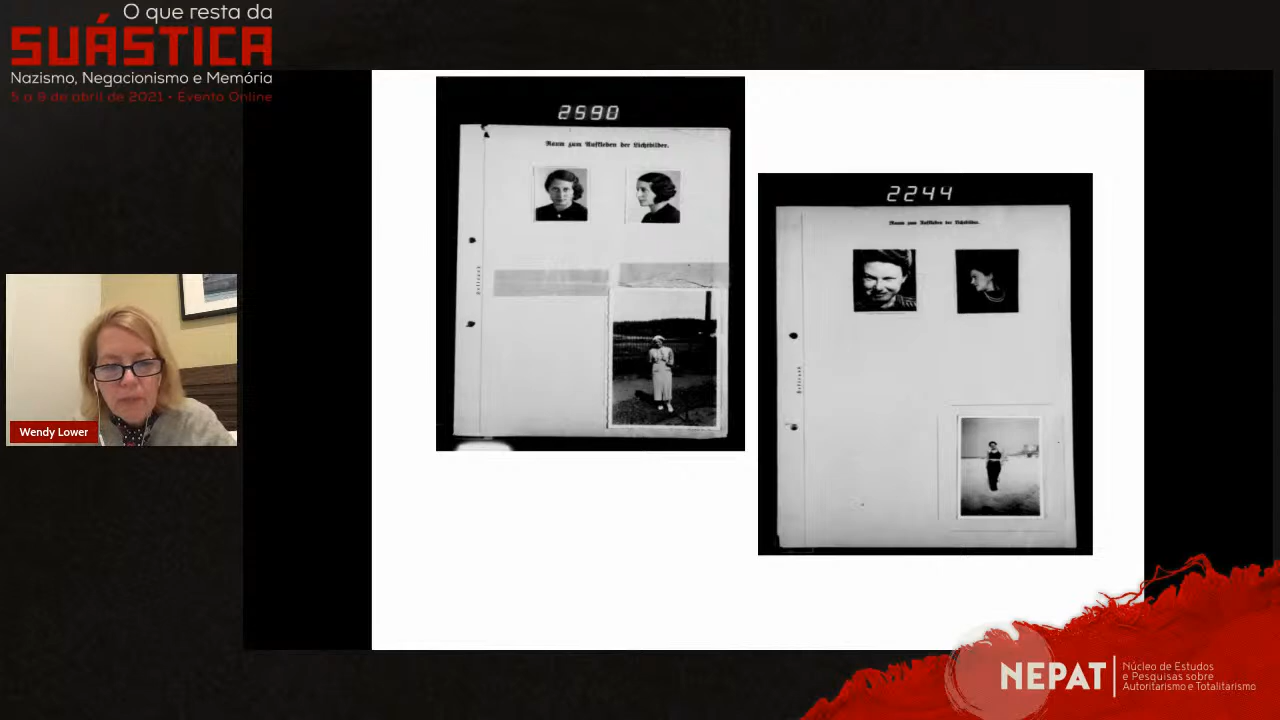 O que resta da
SUÁSTICA
Nazismo, Negacionismo e Memória
5 a 9 de abril de 2021 • Evento Online
2590
Raum zum Aufkleben der Lichtbilder.
2244
Raum zum Aufkleben der Lichtbilder.
Wendy Lower
NEPAT
Núcleo de Estudos
e Pesquisas sobre
Autoritarismo e Totalitarismo